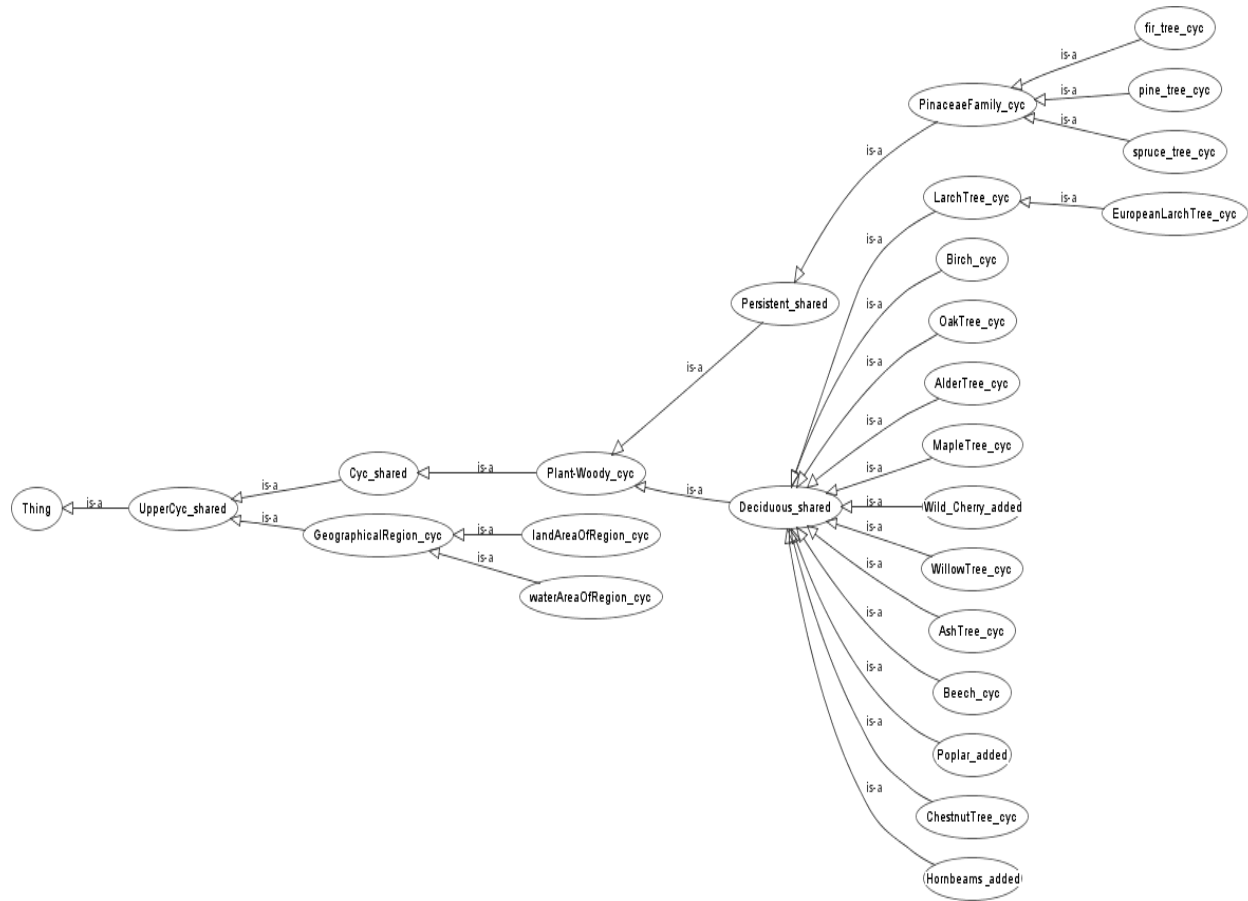 fir_tree_cyc
is-a
pine_tree_cyc
is-a
PinaceaeFamily_cyc
is-a
spruce_tree_cyc
is-a
LarchTree_cyc
is-a
EuropeanLarchTree_cyc
is-a
Birch_cyc
is-a
Persistent_shared
OakTree_cyc
is-a
is-a
AlderTree_cyc
is-a
MapleTree_cyc
is-a
Cyc_shared
is-a
Plant-Woody_cyc
is-a
is-a
Thing
is-a
UpperCyc_shared
is-a
Deciduous_shared
is-a
Wild_Cherry_added
GeographicalRegion_cyc
is-a
landAreaOfRegion_cyc
is-a
waterAreaOfRegion_cyc
is-a
WillowTree_cyc
is-a
AshTree_cyc
is-a
Beech_cyc
is-a
Poplar_added
is-a
ChestnutTree_cyc
is-a
Hornbeams_added